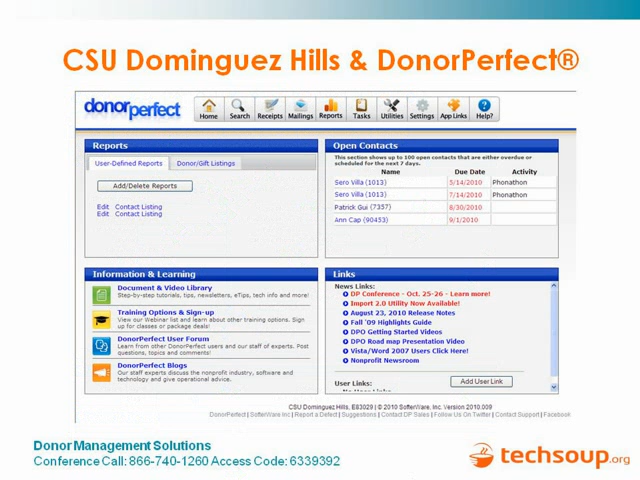 CSU Dominguez Hills & DonorPerfect®
donorperfect
Home Search Receipts Mailings Reports Tasks Utilities Settings App Links Help?
Reports
User-Defined Reports Donor/Gift Listings
Add/Delete Reports
Edit Contact Listing
Edit Contact Listing
Open Contacts
This section shows up to 100 open contacts that are either overdue or
scheduled for the next 7 days.
Name Due Date Activity
Sero Villa (1013) 5/14/2010 Phonathon
Sero Villa (1013) 7/14/2010 Phonathon
Patrick Gui (7357) 8/30/2010
Ann Cap (90453) 9/1/2010
Information & Learning
Document & Video Library
Step-by-step tutorials, tips, newsletters, eTips, tech info and more!
Training Options & Sign-up
View our Webinar list and learn about other training options. Sign
up for classes or package deals!
DonorPerfect User Forum
Learn from other DonorPerfect users and our staff of experts. Post
questions, topics and comments!
DonorPerfect Blogs
Our staff experts discuss the nonprofit industry, software and
technology and give operational advice.
Links
News Links:
DP Conference - Oct. 25-26 - Learn more!
Import 2.0 Utility Now Available!
August 23, 2010 Release Notes
Fall '09 Highlights Guide
DPO Getting Started Videos
DPO Road map Presentation Video
Vista/Word 2007 Users Click Here!
Nonprofit Newsroom
User Links:
Add User Link
CSU Dominguez Hills, E83029 | © 2010 SofterWare, Inc. Version 2010.009
DonorPerfect | SofterWare Inc | Report a Defect | Suggestions | Contact DP Sales | Follow Us On Twitter | Contact Support | Facebook
Donor Management Solutions
Conference Call: 866-740-1260 Access Code: 6339392
techsoup.org